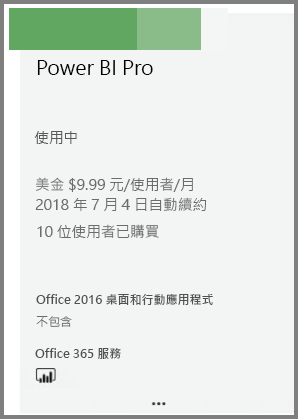 Power BI Pro
使用中
美金 $9.99 元/使用者/月
2018 年 7 月 4 日自動續約
10 位使用者已購買
Office 2016 桌面和行動應用程式
不包含
Office 365 服務
...